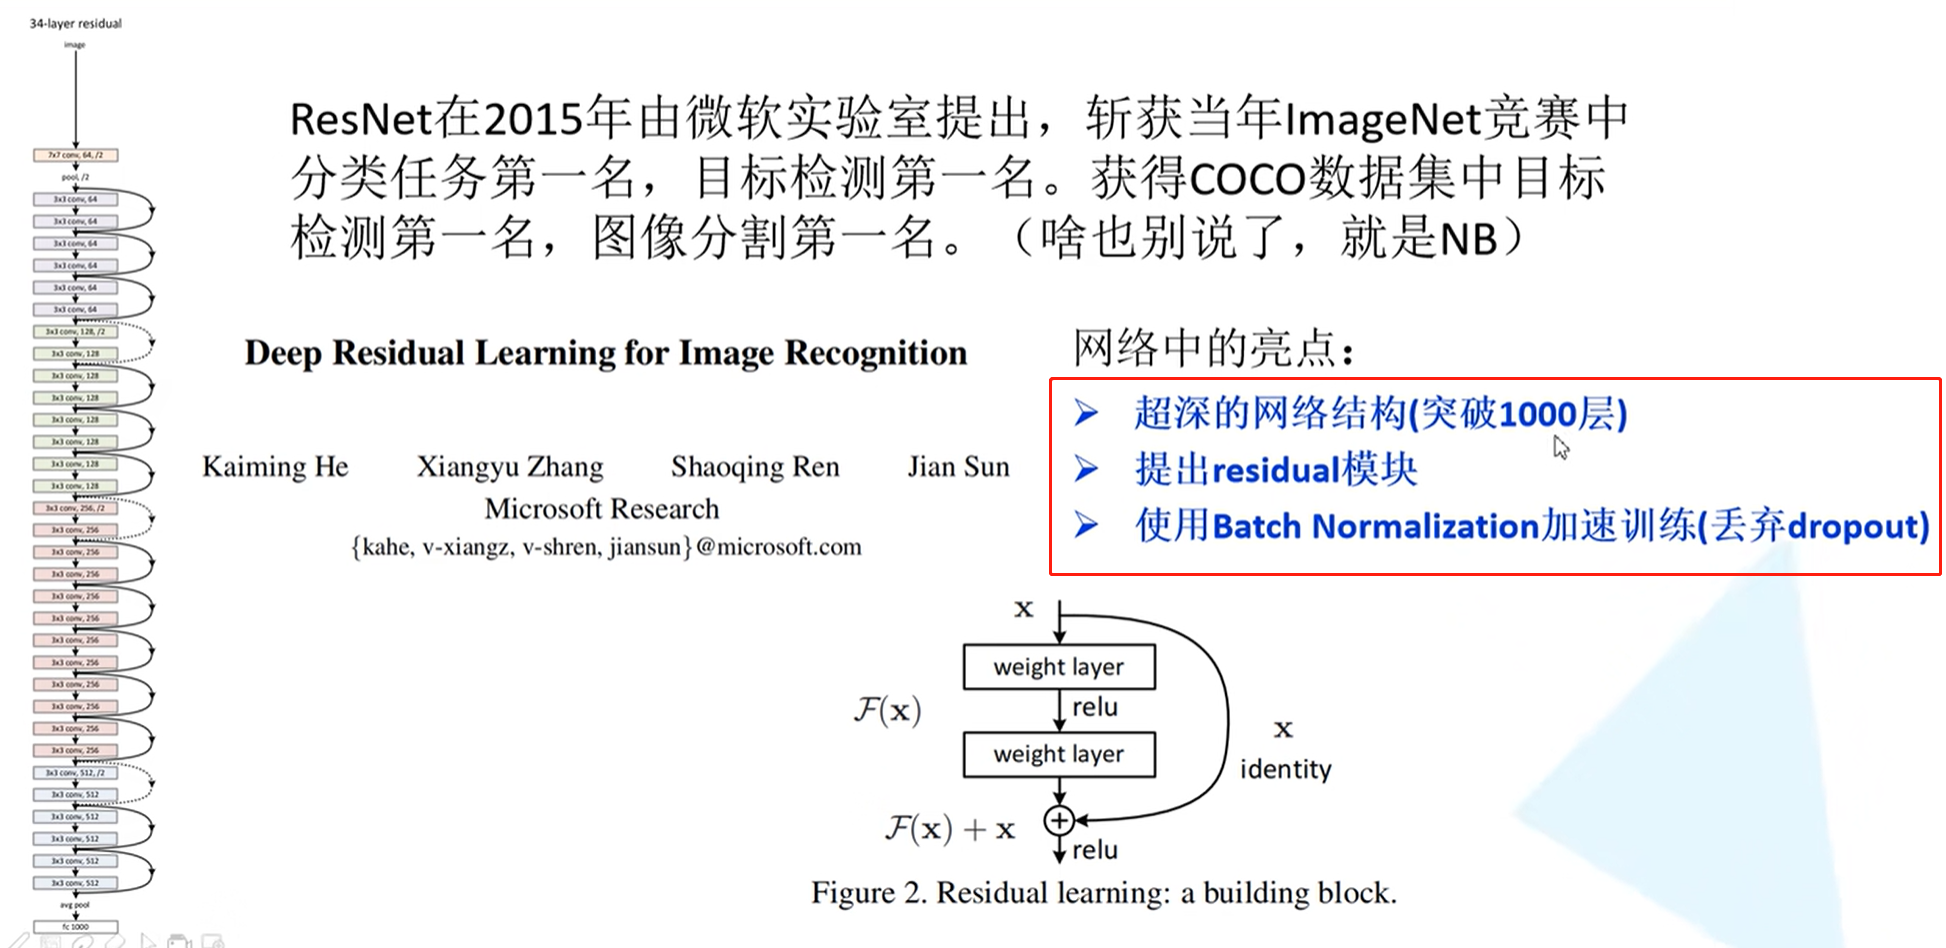 34-layer residual
image
7x7 conv, 64, /2
pool, /2
3x3 conv, 64
3x3 conv, 64
3x3 conv, 64
3x3 conv, 64
3x3 conv, 64
3x3 conv, 64
3x3 conv, 128, /2
3x3 conv, 128
3x3 conv, 128
3x3 conv, 128
3x3 conv, 128
3x3 conv, 128
3x3 conv, 128
3x3 conv, 128
3x3 conv, 256, /2
3x3 conv, 256
3x3 conv, 256
3x3 conv, 256
3x3 conv, 256
3x3 conv, 256
3x3 conv, 256
3x3 conv, 256
3x3 conv, 256
3x3 conv, 256
3x3 conv, 256
3x3 conv, 256
3x3 conv, 512, /2
3x3 conv, 512
3x3 conv, 512
3x3 conv, 512
3x3 conv, 512
3x3 conv, 512
avg pool
fc 1000
ResNet在2015年由微软实验室提出，斩获当年ImageNet竞赛中
分类任务第一名，目标检测第一名。获得COCO数据集中目标
检测第一名，图像分割第一名。（啥也别说了，就是NB）
Deep Residual Learning for Image Recognition
Kaiming He Xiangyu Zhang Shaoqing Ren Jian Sun
Microsoft Research
{kahe, v-xiangz, v-shren, jiansun}@microsoft.com
网络中的亮点：
➢ 超深的网络结构(突破1000层)
➢ 提出residual模块
➢ 使用Batch Normalization加速训练(丢弃dropout)
x
weight layer
F(x)
relu
weight layer
x
identity
F(x) + x
+
relu
Figure 2. Residual learning: a building block.